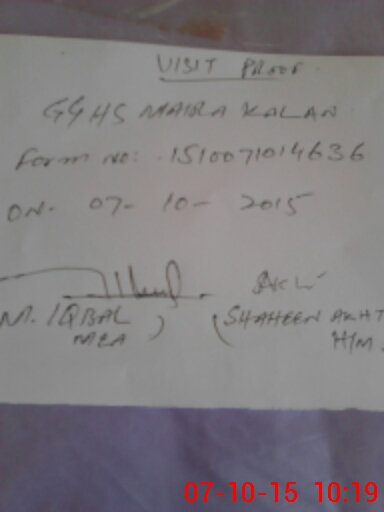 VISIT PROOF
GGHS MAIRA KALAN
Form no: 151007101463 6
ON- 07- 10- 2015
M. IQBAL ) (SHAHEEN AKHT
MEA H/M.
07-10-15 10:19